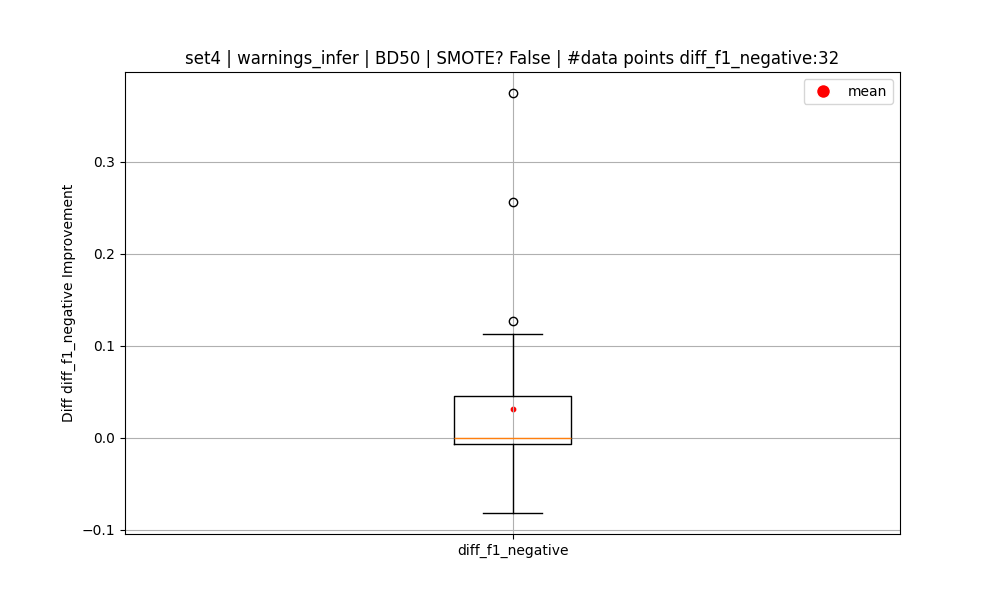 set4 | warnings_infer | BD50 | SMOTE? False | #data points diff_f1_negative:32
mean
0.3
0.2
0.1
0.0
−0.1
Diff diff_f1_negative Improvement
diff_f1_negative